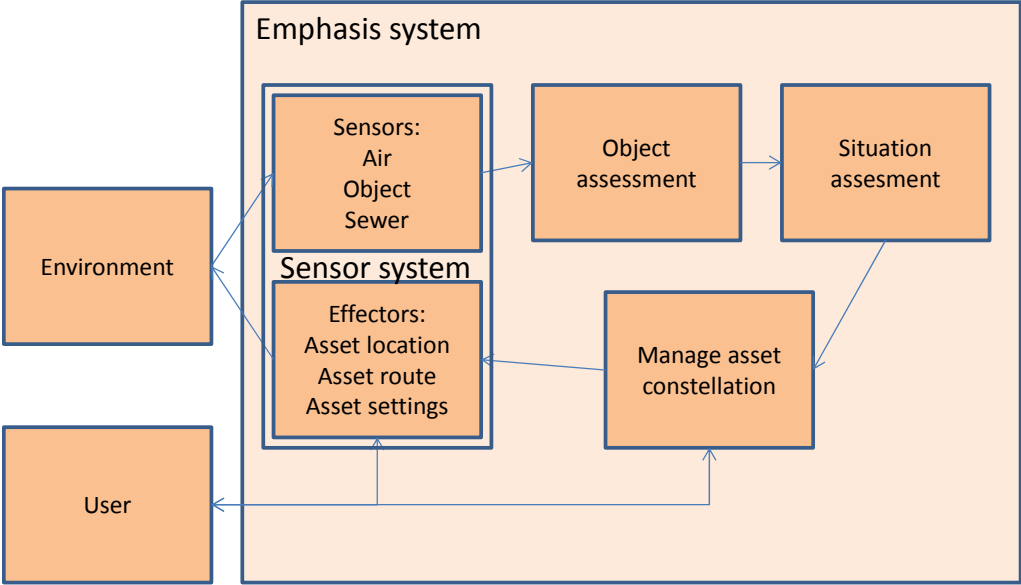 Emphasis system
Sensors:
Air
Object
Sewer
Object
assessment
Situation
assesment
Environment
Sensor system
Effectors:
Asset location
Asset route
Asset settings
Manage asset
constellation
User